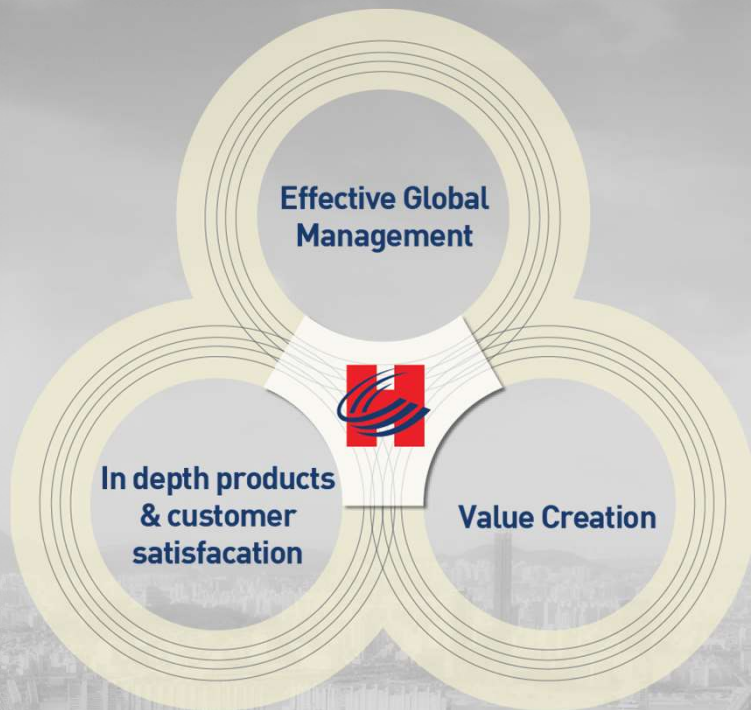 Effective Global
Management
H
In depth products
& customer
satisfacation
Value Creation